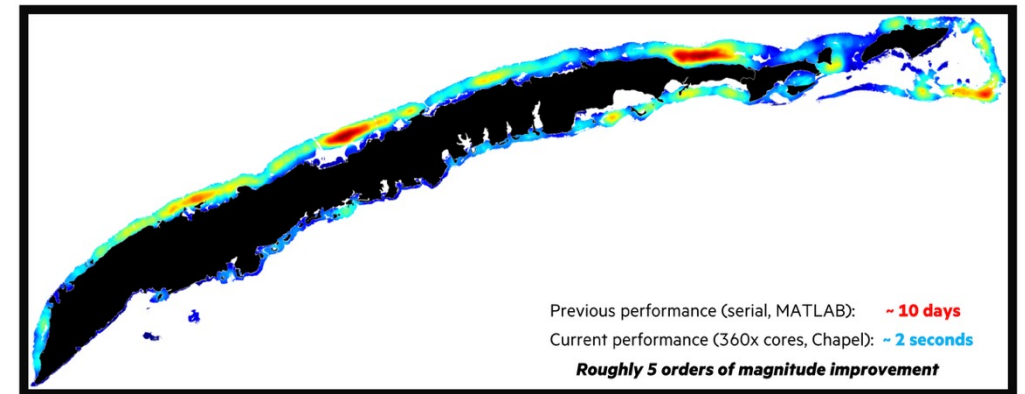 Previous performance (serial, MATLAB): ~ 10 days
Current performance (360x cores, Chapel): ~ 2 seconds
Roughly 5 orders of magnitude improvement